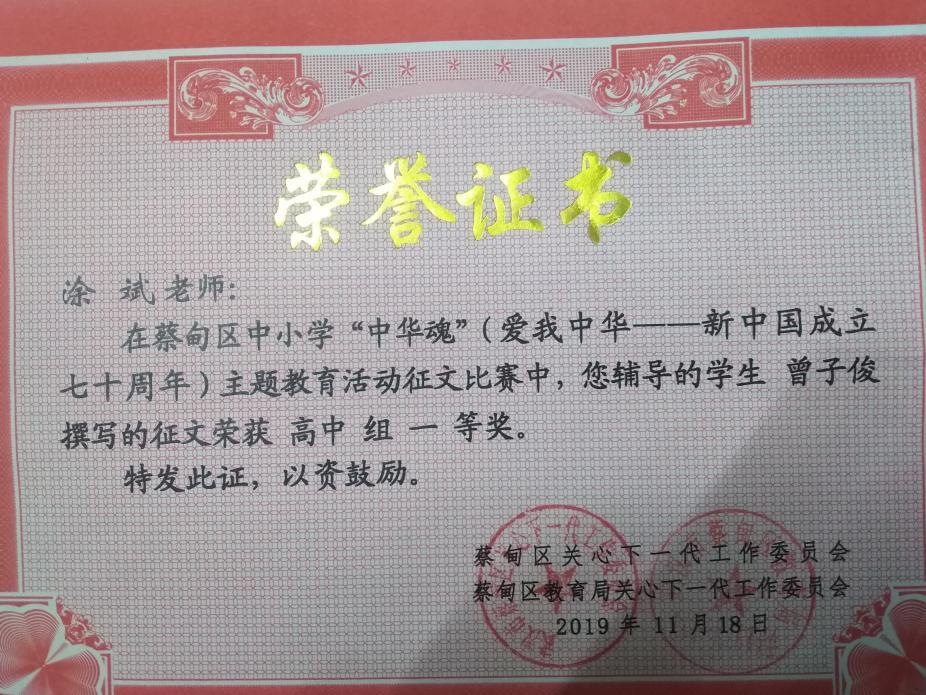 荣誉证书
涂 斌 老师：
在蔡甸区中小学“中华魂”（爱我中华——新中国成立
七十周年）主题教育活动征文比赛中，您辅导的学生 曾子俊
撰写的征文荣获 高中 组 一 等奖。
特发此证，以资鼓励。
蔡甸区关心下一代工作委员会
蔡甸区教育局关心下一代工作委员会
2019 年 11 月 18 日